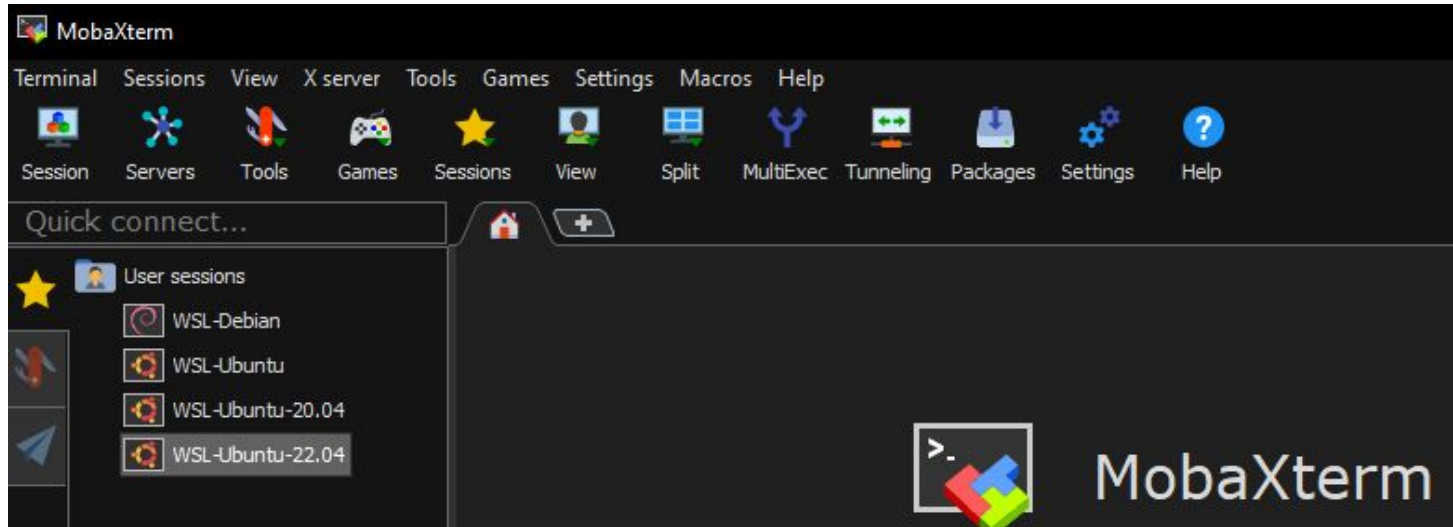 MobaXterm
Terminal Sessions View X server Tools Games Settings Macros Help
Session Servers Tools Games Sessions View Split MultiExec Tunneling Packages Settings Help
Quick connect...
User sessions
WSL-Debian
WSL-Ubuntu
WSL-Ubuntu-20.04
WSL-Ubuntu-22.04
MobaXterm